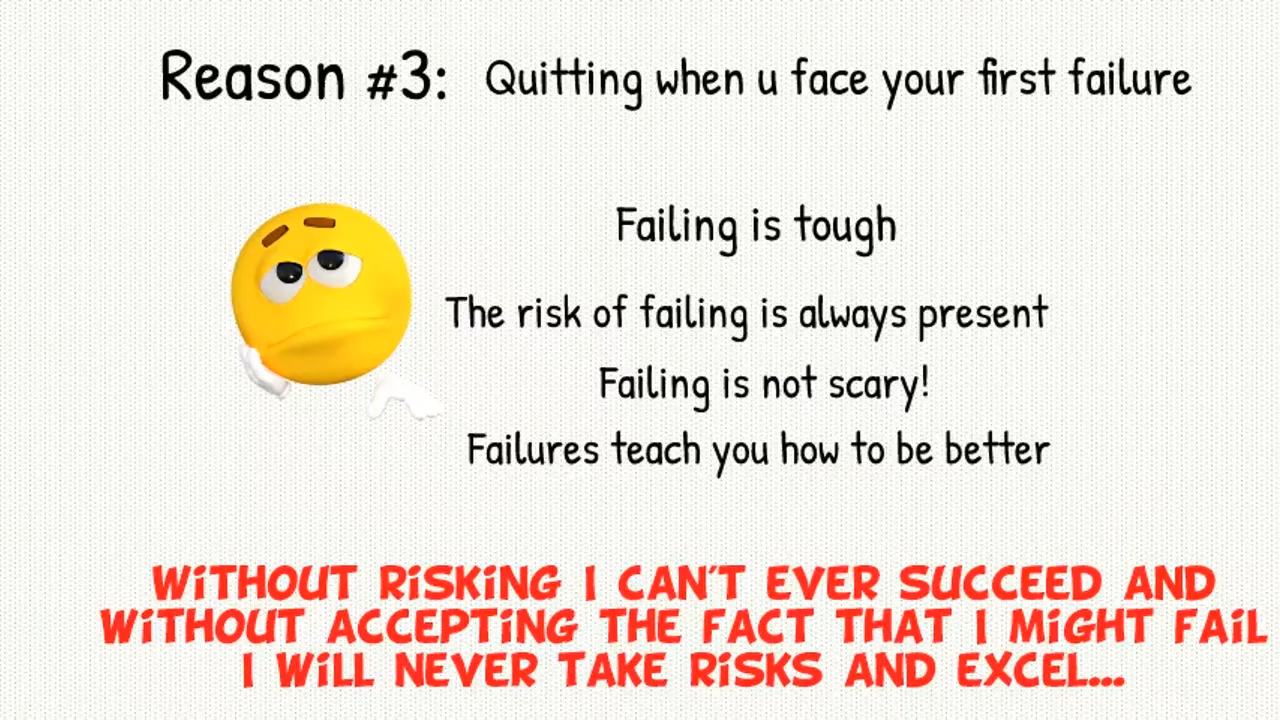 Reason #3: Quitting when u face your first failure
Failing is tough
The risk of failing is always present
Failing is not scary!
Failures teach you how to be better
WiTHOUT RiSKiNG I CAN'T EVER SUCCEED AND
WiTHOUT ACCEPTiNG THE FACT THAT I MiGHT FAiL
I WiLL NEVER TAKE RiSKS AND EXCEL...